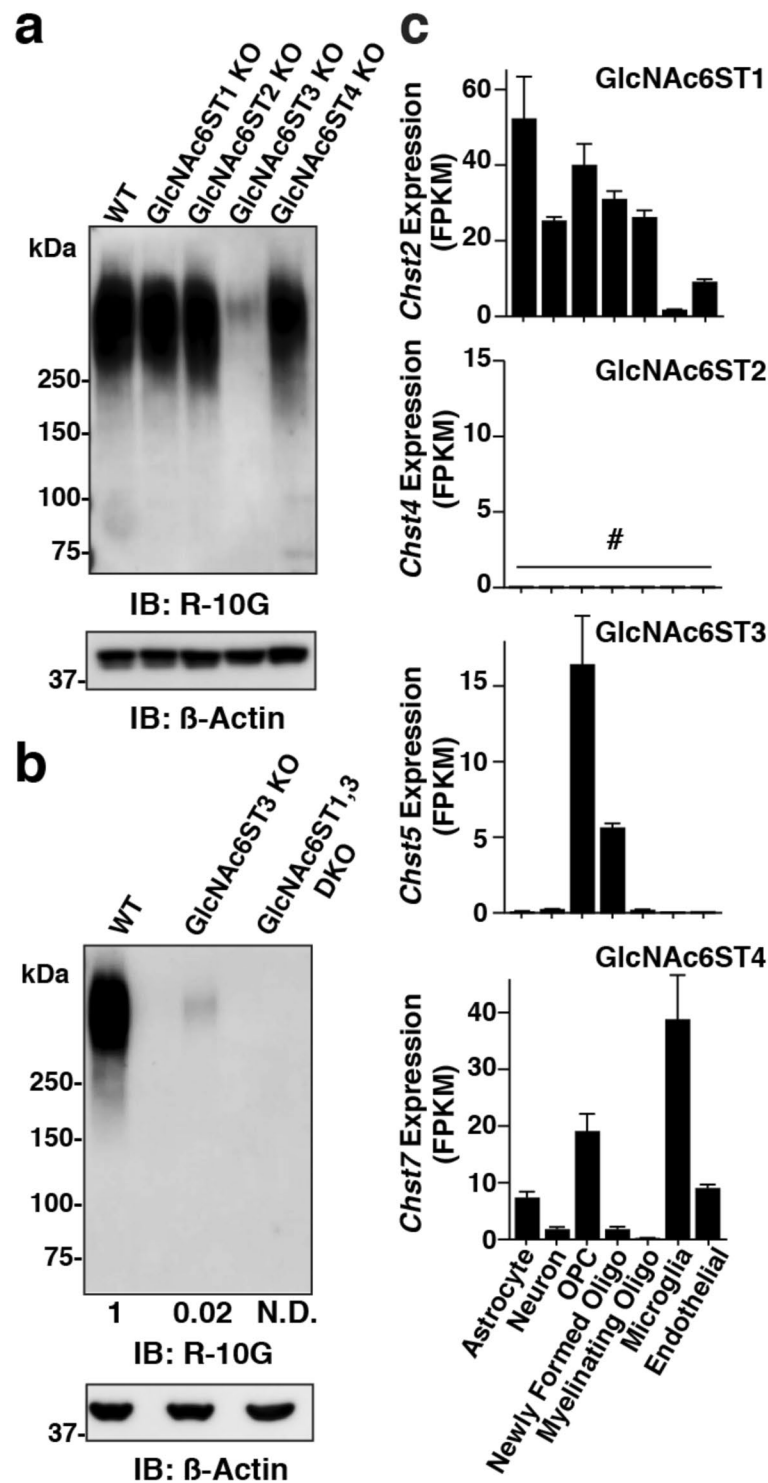 a
WT
GlcNAc6ST1 KO
GlcNAc6ST2 KO
GlcNAc6ST3 KO
GlcNAc6ST4 KO
kDa
250-
150-
100-
75-
IB: R-10G
37-
IB: ß-Actin
b
WT
GlcNAc6ST3 KO
GlcNAc6ST1,3
DKO
kDa
250-
150-
100-
75-
1 0.02 N.D.
IB: R-10G
37-
IB: ß-Actin
c
GlcNAc6ST1
Chst2 Expression
(FPKM)
60
40
20
0
GlcNAc6ST2
Chst4 Expression
(FPKM)
15
10
5
0
#
GlcNAc6ST3
Chst5 Expression
(FPKM)
15
10
5
0
GlcNAc6ST4
Chst7 Expression
(FPKM)
40
30
20
10
0
Astrocyte
Neuron
OPC
Newly Formed Oligo
Myelinating Oligo
Microglia
Endothelial